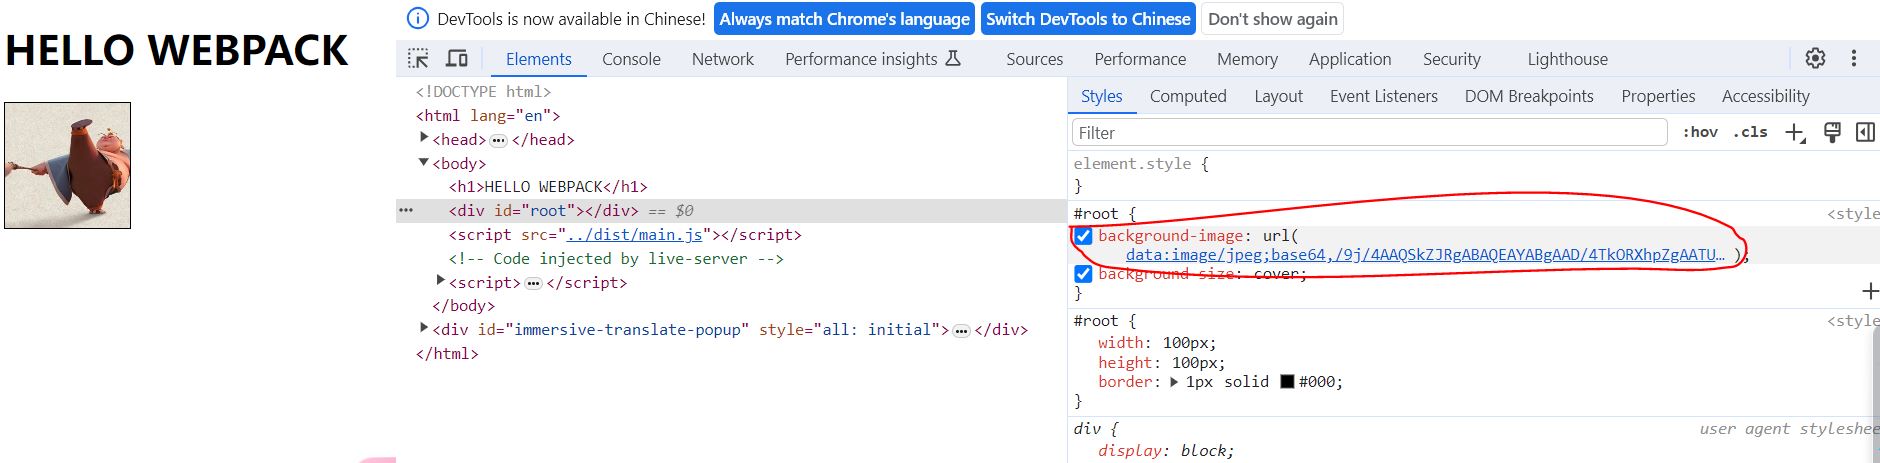 DevTools is now available in Chinese! Always match Chrome's language Switch DevTools to Chinese Don't show again
HELLO WEBPACK
Elements Console Network Performance insights Sources Performance Memory Application Security Lighthouse
<!DOCTYPE html>
<html lang="en">
<head> ••• </head>
<body>
<h1>HELLO WEBPACK</h1>
••• <div id="root"></div> == $0
<script src="../dist/main.js"></script>
<!-- Code injected by live-server -->
<script> ••• </script>
</body>
<div id="immersive-translate-popup" style="all: initial"> ••• </div>
</html>
Styles Computed Layout Event Listeners DOM Breakpoints Properties Accessibility
Filter :hov .cls
element.style {
}
#root { <style
background-image: url(
data:image/jpeg;base64,/9j/4AAQSkZJRgABAQEAYABgAAD/4TkORXhpZgAATU… );
background-size: cover;
}
#root { <style
width: 100px;
height: 100px;
border: 1px solid #000;
}
div { user agent styleshee
display: block;